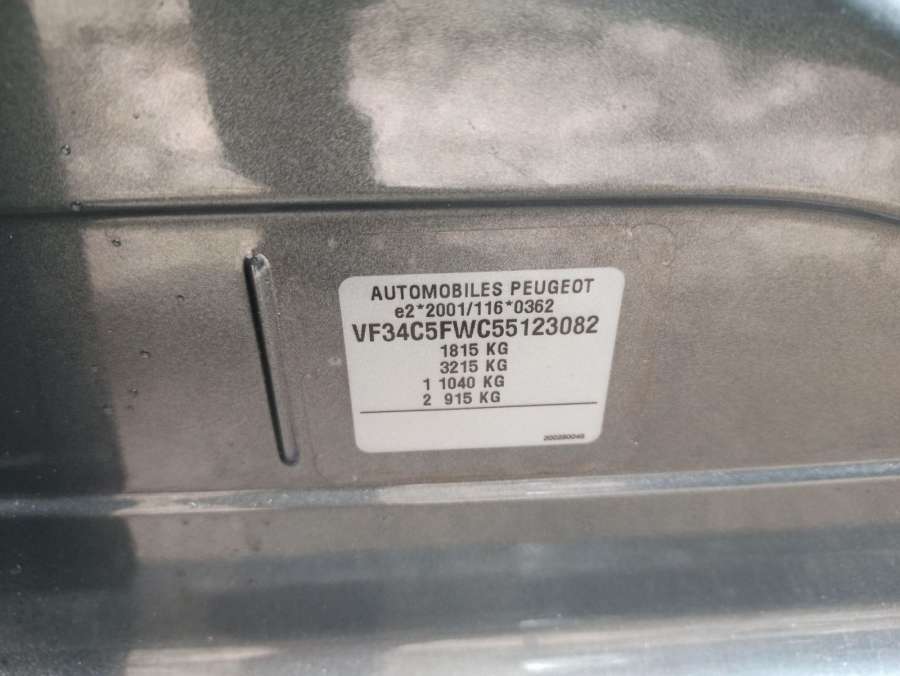 AUTOMOBILES PEUGEOT
e2*2001/116*0362
VF34C5FWC55123082
1815 KG
3215 KG
1 1040 KG
2 915 KG